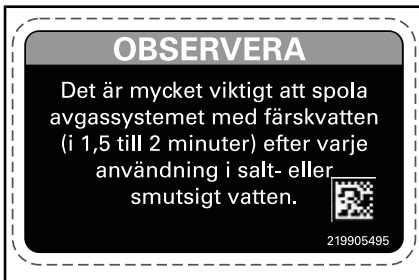 OBSERVERA
Det är mycket viktigt att spola
avgassystemet med färskvatten
(i 1,5 till 2 minuter) efter varje
användning i salt- eller
smutsigt vatten.
219905495